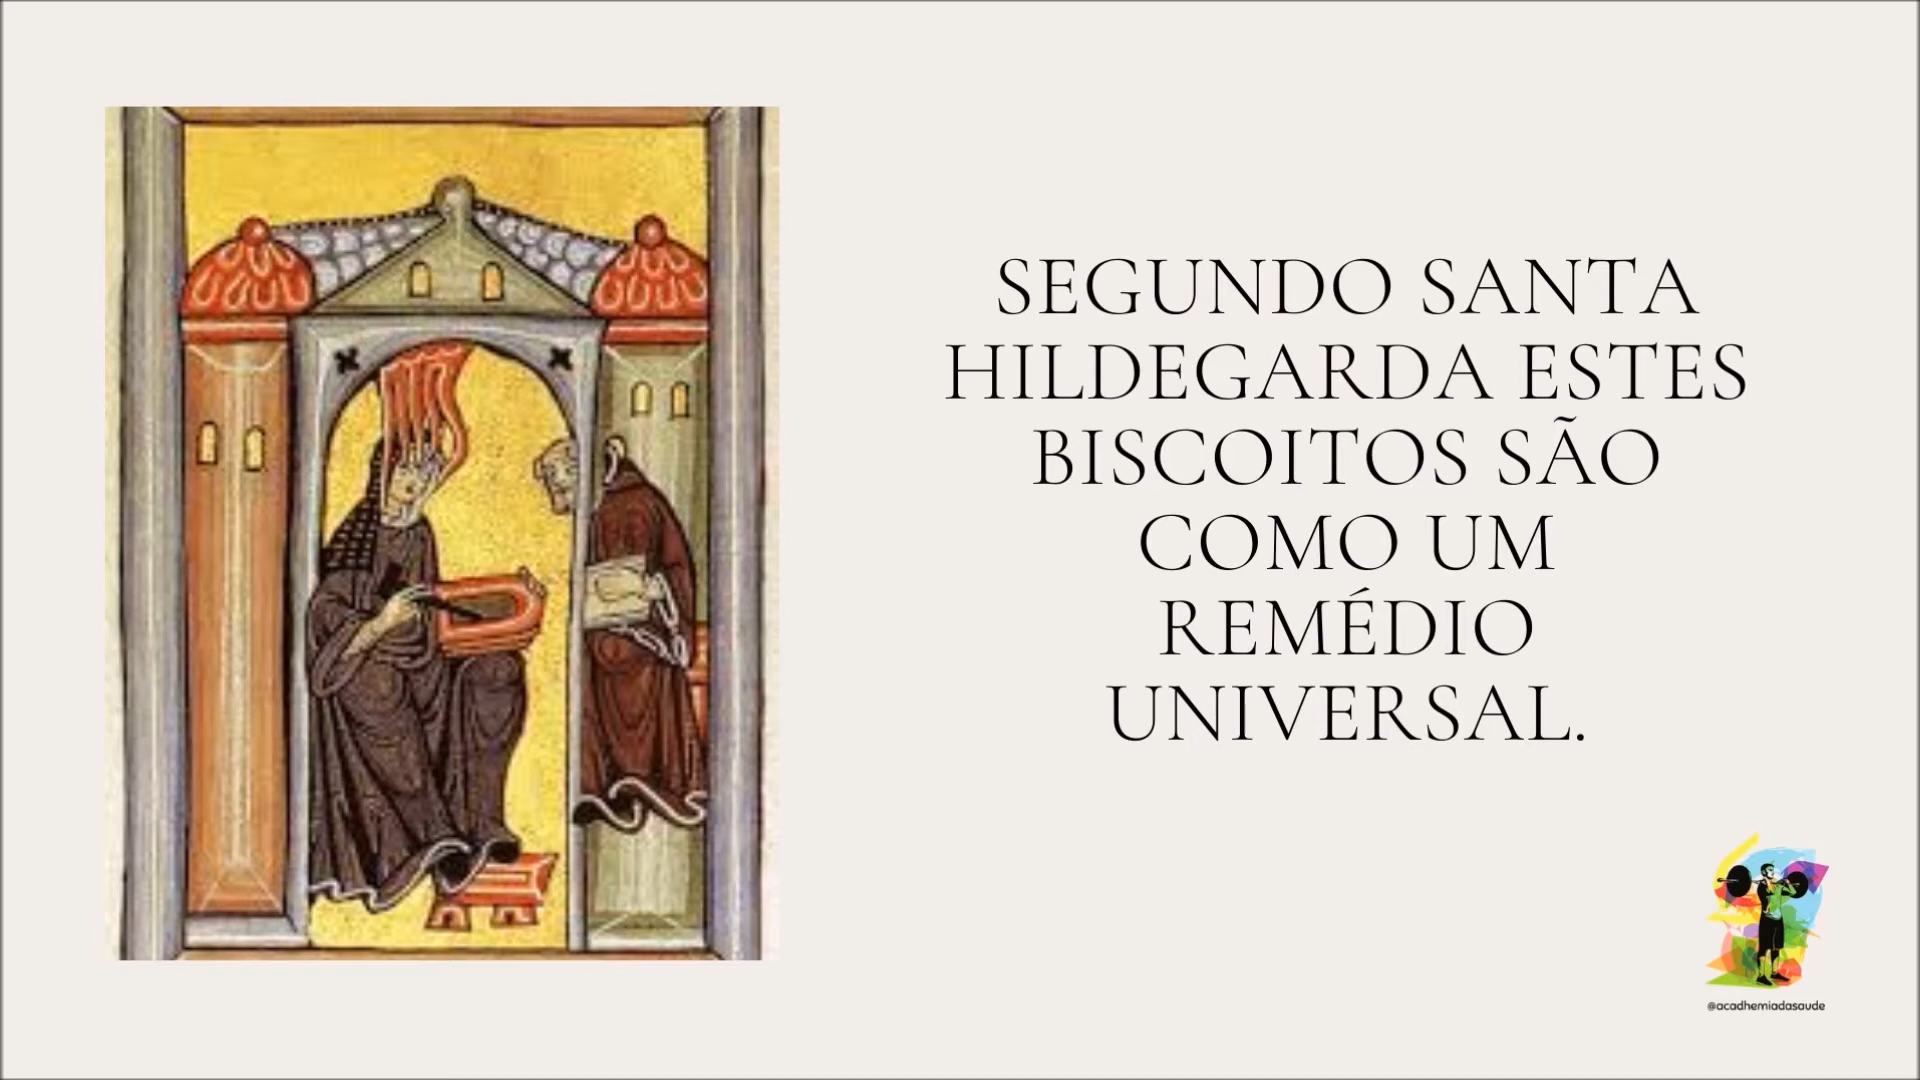 SEGUNDO SANTA
HILDEGARDA ESTES
BISCOITOS SÃO
COMO UM
REMÉDIO
UNIVERSAL.
@acadhemiadasaude